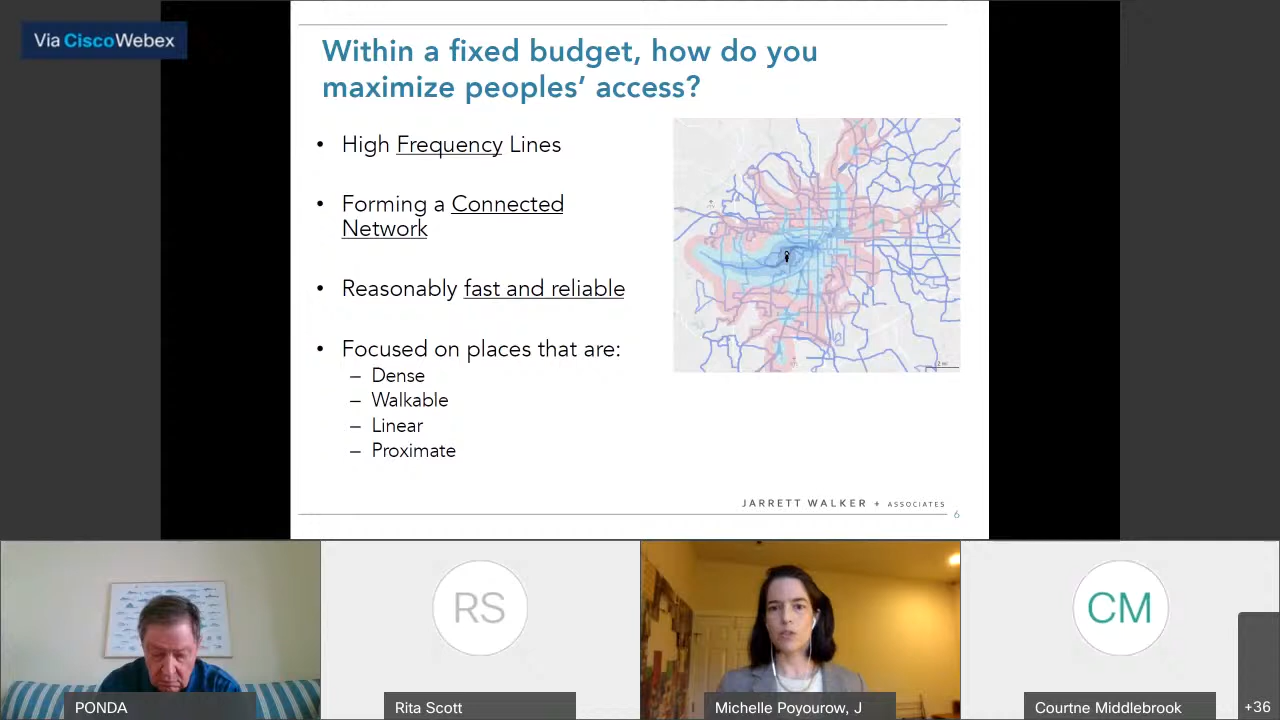 Via Cisco Webex
Within a fixed budget, how do you
maximize peoples’ access?
• High Frequency Lines
• Forming a Connected
Network
• Reasonably fast and reliable
• Focused on places that are:
– Dense
– Walkable
– Linear
– Proximate
JARRETT WALKER + ASSOCIATES
6
RS
CM
PONDA
Rita Scott
Michelle Poyourow, J
Courtne Middlebrook
+36